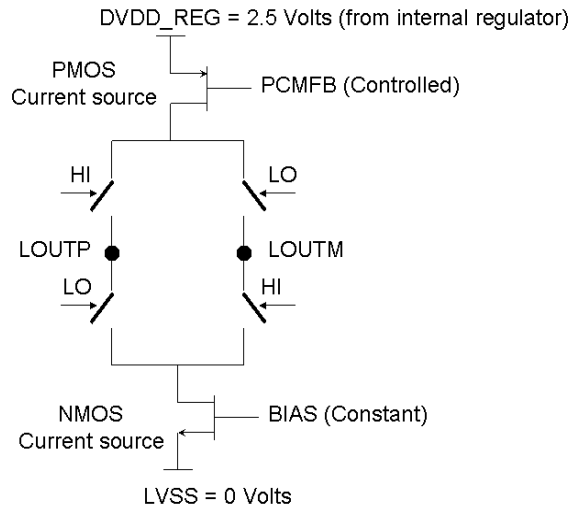 DVDD_REG = 2.5 Volts (from internal regulator)
PMOS
Current source
PCMFB (Controlled)
HI
LO
LOUTP
LOUTM
LO
HI
NMOS
Current source
BIAS (Constant)
LVSS = 0 Volts